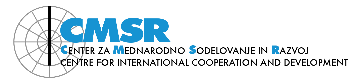 CMSR
CENTER ZA MEDNARODNO SODELOVANJE IN RAZVOJ
CENTRE FOR INTERNATIONAL COOPERATION AND DEVELOPMENT